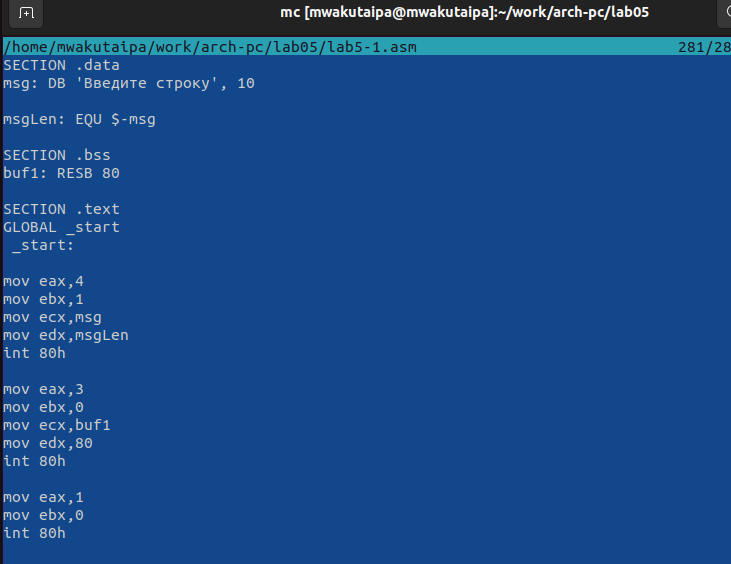 mc [mwakutaipa@mwakutaipa]:~/work/arch-pc/lab05
/home/mwakutaipa/work/arch-pc/lab05/lab5-1.asm 281/28
SECTION .data
msg: DB 'Введите строку', 10
msgLen: EQU $-msg
SECTION .bss
buf1: RESB 80
SECTION .text
GLOBAL _start
_start:
mov eax,4
mov ebx,1
mov ecx,msg
mov edx,msgLen
int 80h
mov eax,3
mov ebx,0
mov ecx,buf1
mov edx,80
int 80h
mov eax,1
mov ebx,0
int 80h